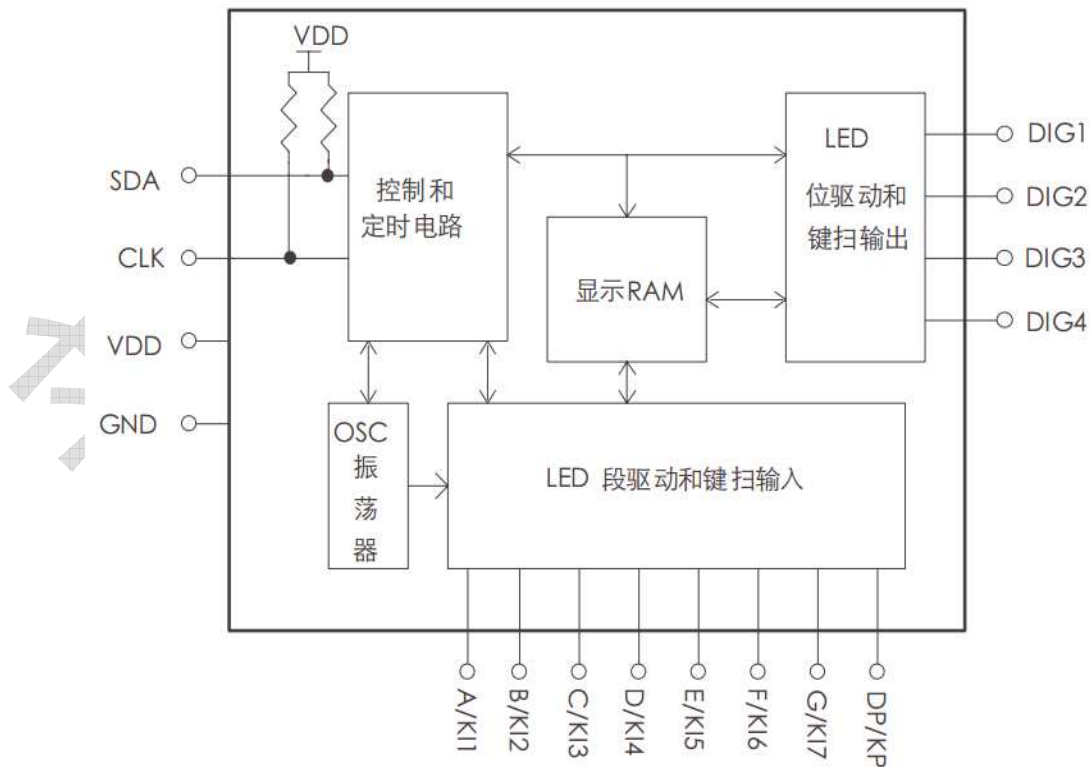 VDD
SDA
CLK
VDD
GND
控制和
定时电路
显示RAM
LED
位驱动和
键扫输出
DIG1
DIG2
DIG3
DIG4
OSC
振
荡
器
LED 段驱动和键扫输入
A/KI1
B/KI2
C/KI3
D/KI4
E/KI5
F/KI6
G/KI7
DP/KP